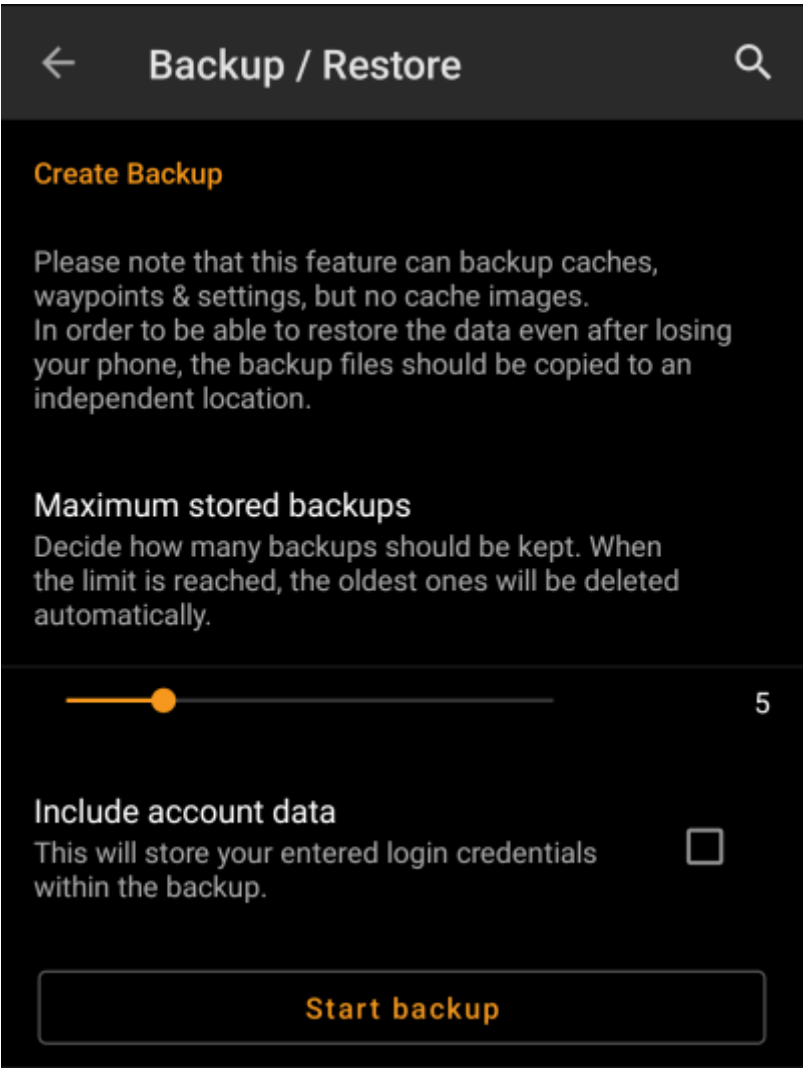 Backup / Restore
Create Backup
Please note that this feature can backup caches,
waypoints & settings, but no cache images.
In order to be able to restore the data even after losing
your phone, the backup files should be copied to an
independent location.
Maximum stored backups
Decide how many backups should be kept. When
the limit is reached, the oldest ones will be deleted
automatically.
5
Include account data
This will store your entered login credentials
within the backup.
Start backup